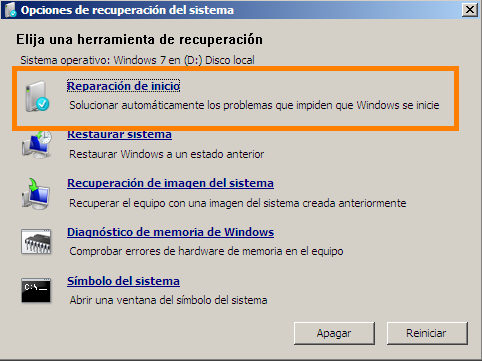 Opciones de recuperación del sistema
Elija una herramienta de recuperación
Sistema operativo: Windows 7 en (D:) Disco local
Reparación de inicio
Solucionar automáticamente los problemas que impiden que Windows se inicie
Restaurar sistema
Restaurar Windows a un estado anterior
Recuperación de imagen del sistema
Recuperar el equipo con una imagen del sistema creada anteriormente
Diagnóstico de memoria de Windows
Comprobar errores de hardware de memoria en el equipo
C:\_
Símbolo del sistema
Abrir una ventana del símbolo del sistema
Apagar
Reiniciar